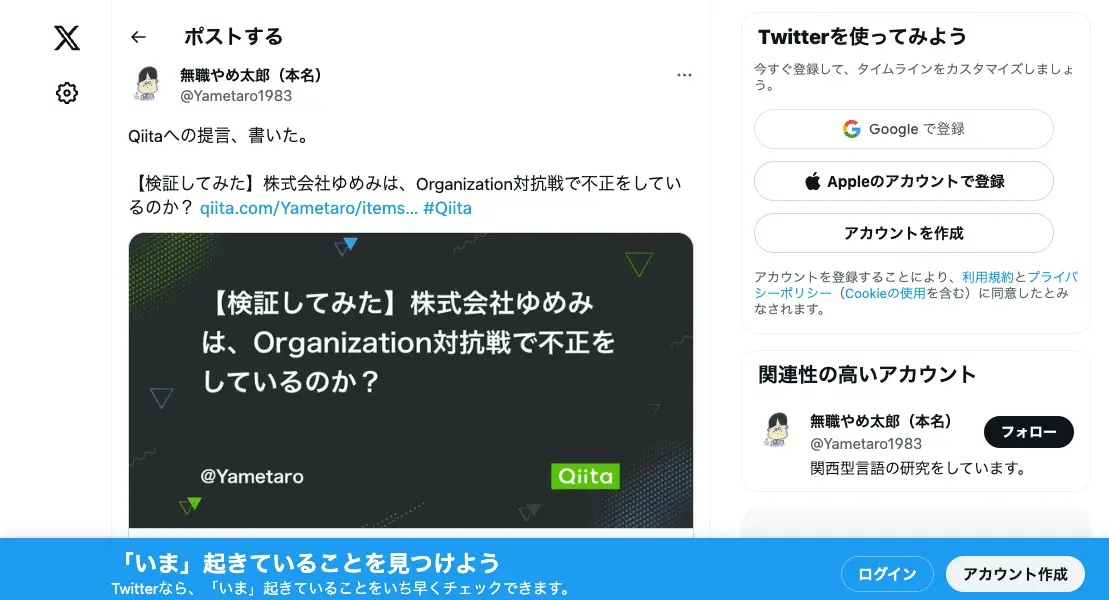 ポストする
無職やめ太郎（本名）
@Yametaro1983
Qiitaへの提言、書いた。
【検証してみた】株式会社ゆめみは、Organization対抗戦で不正をしてい
るのか？ qiita.com/Yametaro/items… #Qiita
【検証してみた】株式会社ゆめみ
は、Organization対抗戦で不正を
しているのか？
@Yametaro
Qiita
Twitterを使ってみよう
今すぐ登録して、タイムラインをカスタマイズしましょ
う。
Google で登録
Appleのアカウントで登録
アカウントを作成
アカウントを登録することにより、利用規約とプライバ
シーポリシー（Cookieの使用を含む）に同意したとみ
なされます。
関連性の高いアカウント
無職やめ太郎（本名）
@Yametaro1983
フォロー
関西型言語の研究をしています。
「いま」起きていることを見つけよう
Twitterなら、「いま」起きていることをいち早くチェックできます。
ログイン
アカウント作成